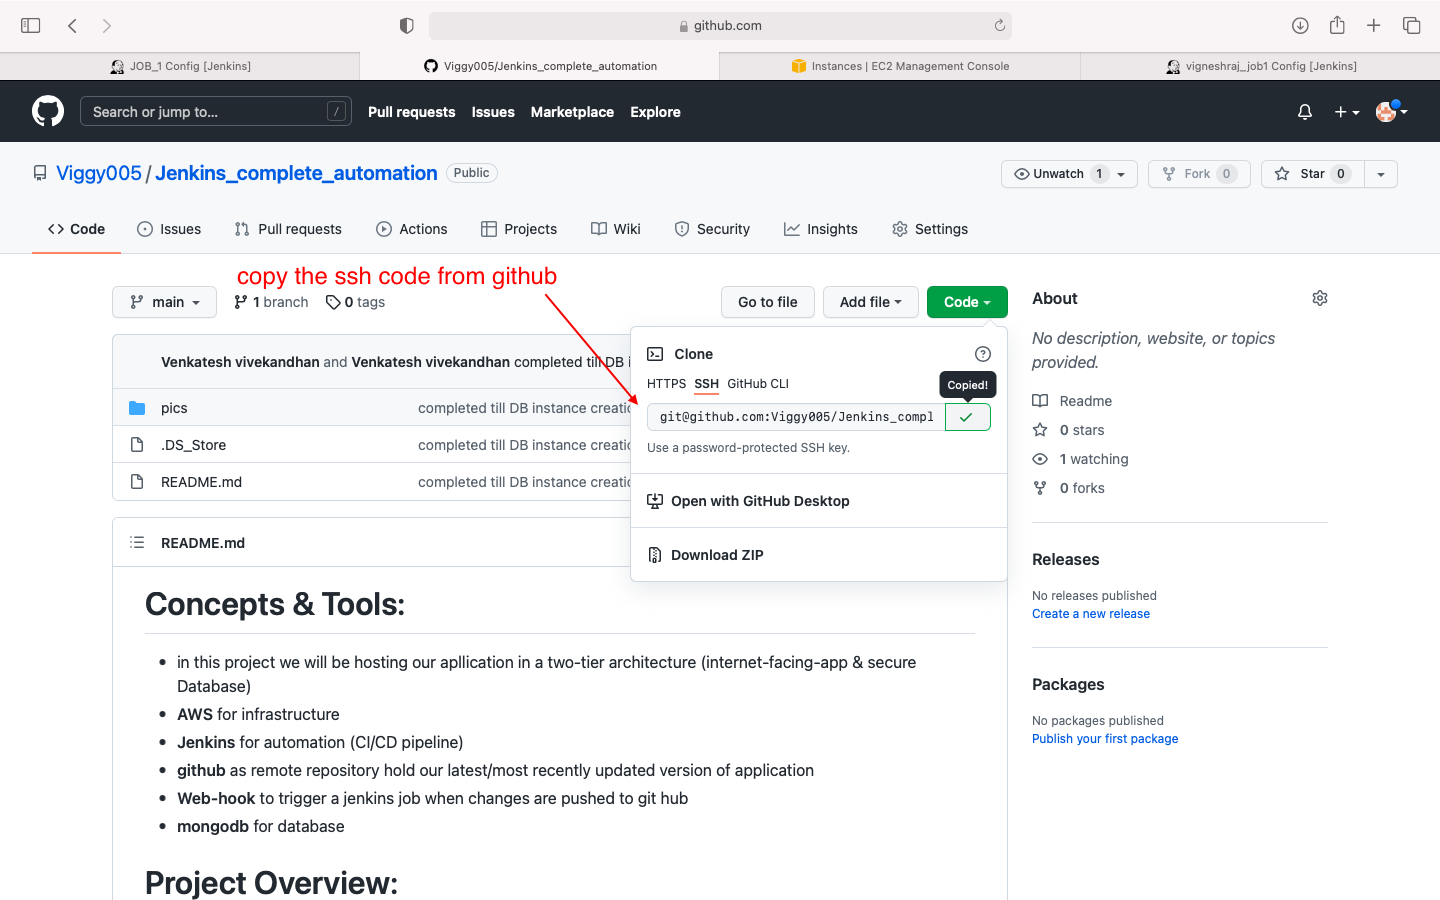 github.com
JOB_1 Config [Jenkins]
Viggy005/Jenkins_complete_automation
Instances | EC2 Management Console
vigneshraj_job1 Config [Jenkins]
Search or jump to...
/
Pull requests
Issues
Marketplace
Explore
Viggy005 / Jenkins_complete_automation
Public
Unwatch 1
Fork 0
Star 0
Code
Issues
Pull requests
Actions
Projects
Wiki
Security
Insights
Settings
copy the ssh code from github
main
1 branch
0 tags
Go to file
Add file
Code
Venkatesh vivekandhan and Venkatesh vivekandhan completed till DB i
pics
completed till DB instance creatio
.DS_Store
completed till DB instance creatio
README.md
completed till DB instance creatio
Clone
HTTPS
SSH
GitHub CLI
Copied!
git@github.com:Viggy005/Jenkins_compl
Use a password-protected SSH key.
Open with GitHub Desktop
Download ZIP
README.md
Concepts & Tools:
in this project we will be hosting our apllication in a two-tier architecture (internet-facing-app & secure
Database)
AWS for infrastructure
Jenkins for automation (CI/CD pipeline)
github as remote repository hold our latest/most recently updated version of application
Web-hook to trigger a jenkins job when changes are pushed to git hub
mongodb for database
Project Overview:
About
No description, website, or topics
provided.
Readme
0 stars
1 watching
0 forks
Releases
No releases published
Create a new release
Packages
No packages published
Publish your first package